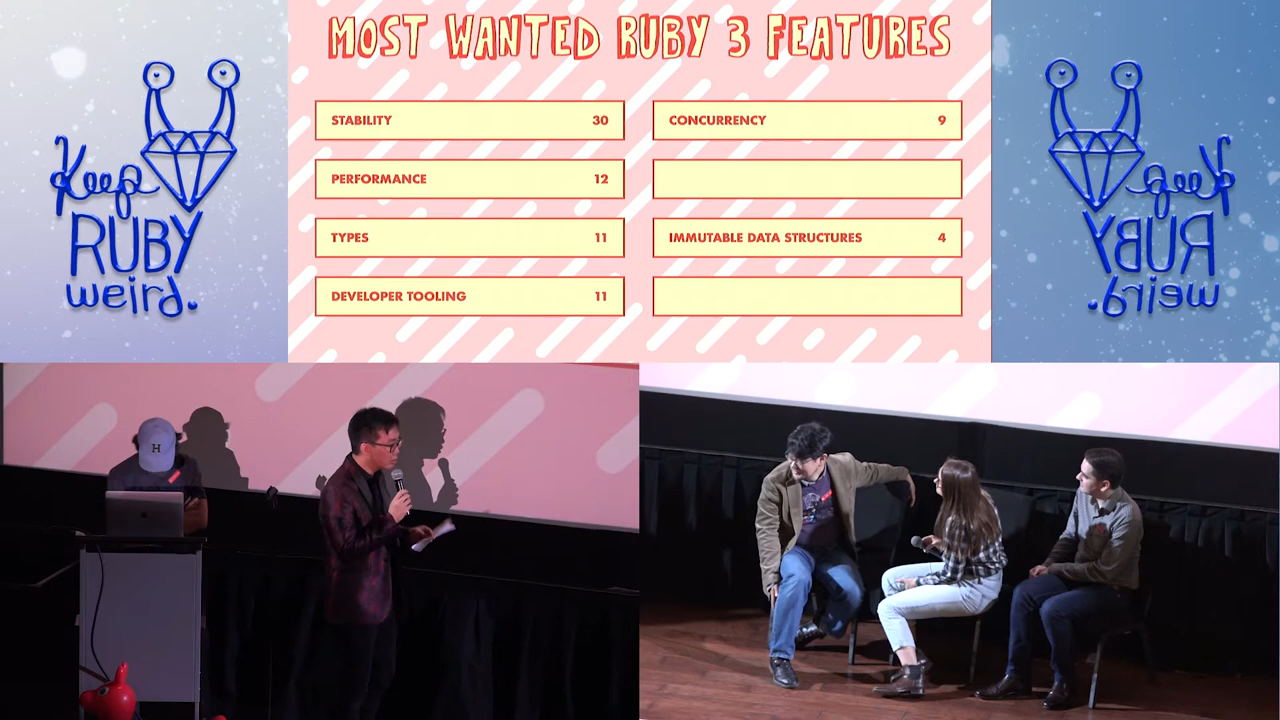 Keep
RUBY
weird.
MOST WANTED RUBY 3 FEATURES
STABILITY 30
PERFORMANCE 12
TYPES 11
DEVELOPER TOOLING 11
CONCURRENCY 9
IMMUTABLE DATA STRUCTURES 4
Keep
RUBY
weird.
H